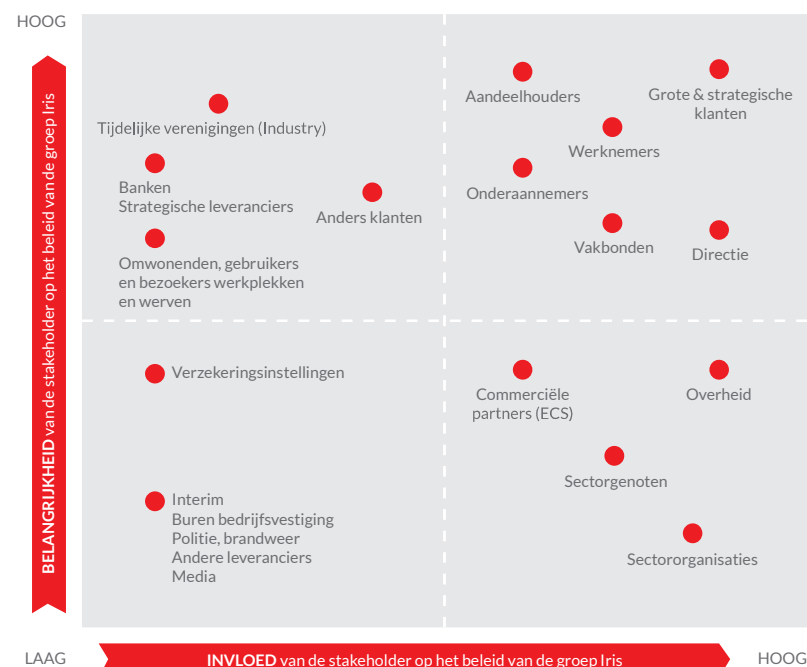 HOOG
BELANGRIJKHEID van de stakeholder op het beleid van de groep Iris
Tijdelijke verenigingen (Industry)
Banken
Strategische leveranciers
Anders klanten
Omwonenden, gebruikers
en bezoekers werkplekken
en werven
Aandeelhouders
Grote & strategische
klanten
Werknemers
Onderaannemers
Vakbonden
Directie
Verzekeringsinstellingen
Interim
Buren bedrijfsvestiging
Politie, brandweer
Andere leveranciers
Media
Commerciële
partners (ECS)
Overheid
Sectorgenoten
Sectororganisaties
LAAG
INVLOED van de stakeholder op het beleid van de groep Iris
HOOG